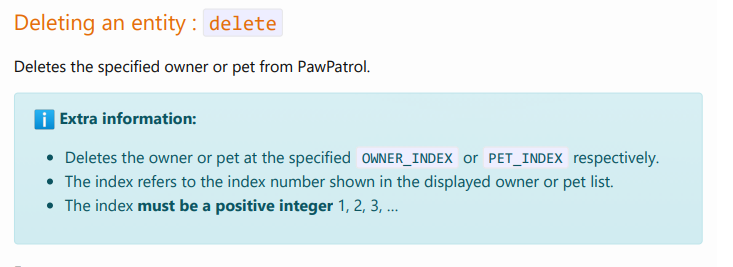 Deleting an entity : delete
Deletes the specified owner or pet from PawPatrol.
Extra information:
Deletes the owner or pet at the specified OWNER_INDEX or PET_INDEX respectively.
The index refers to the index number shown in the displayed owner or pet list.
The index must be a positive integer 1, 2, 3, …